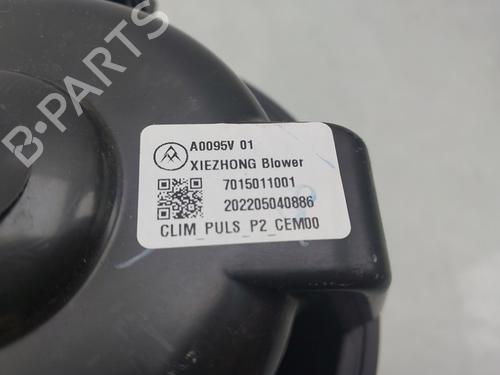 B-PARTS
A0095V 01
XIEZHONG Blower
7015011001
202205040886
CLIM_PULS_P2_CEM00